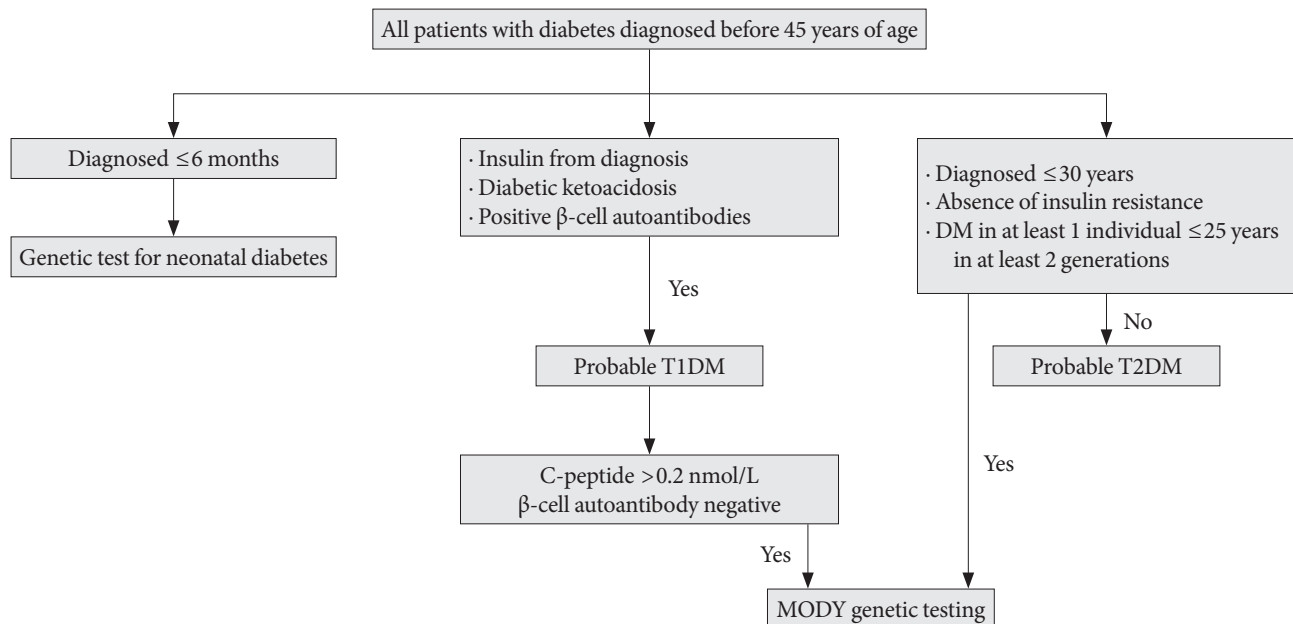 All patients with diabetes diagnosed before 45 years of age
Diagnosed ≤6 months
Genetic test for neonatal diabetes
· Insulin from diagnosis
· Diabetic ketoacidosis
· Positive β-cell autoantibodies
Yes
Probable T1DM
C-peptide >0.2 nmol/L
β-cell autoantibody negative
Yes
· Diagnosed ≤30 years
· Absence of insulin resistance
· DM in at least 1 individual ≤25 years
in at least 2 generations
No
Probable T2DM
Yes
MODY genetic testing